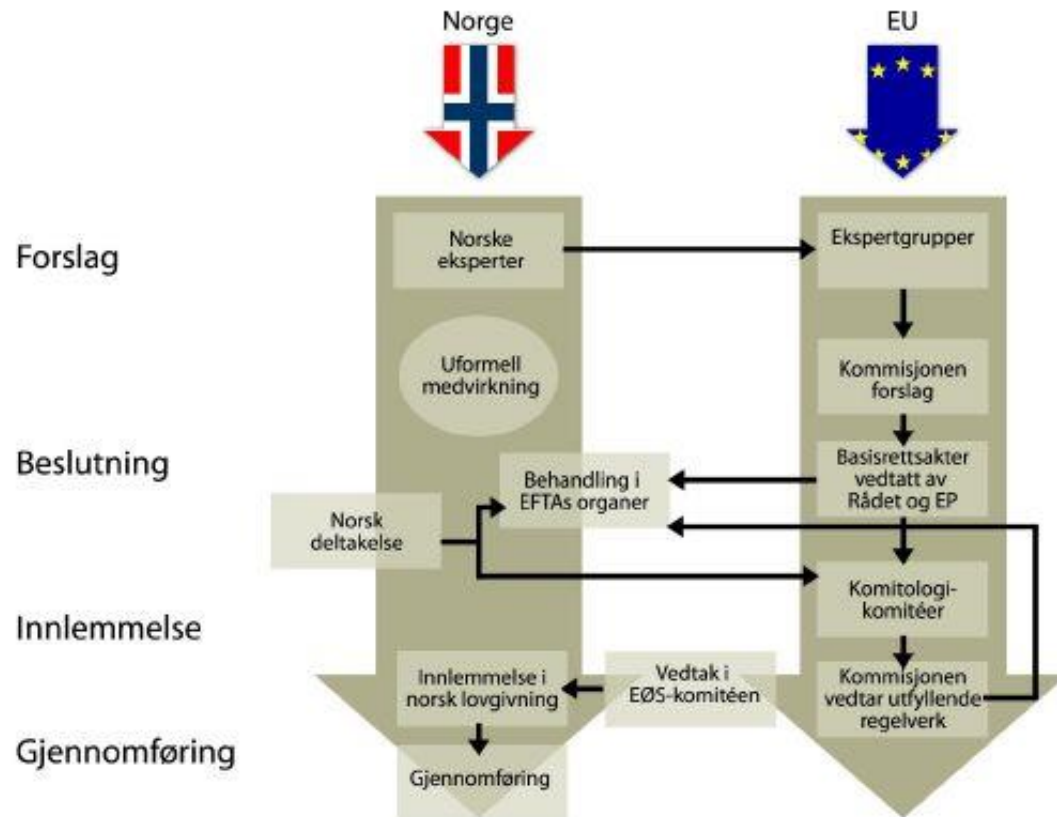 Norge
EU
Forslag
Norske
eksperter
Ekspertgrupper
Uformell
medvirkning
Kommisjonen
forslag
Beslutning
Behandling i
EFTAs organer
Basisrettsakter
vedtatt av
Rådet og EP
Norsk
deltakelse
Komitologi-
komitéer
Innlemmelse
Innlemmelse i
norsk lovgivning
Vedtak i
EØS-komitéen
Kommisjonen
vedtar utfyllende
regelverk
Gjennomføring
Gjennomføring